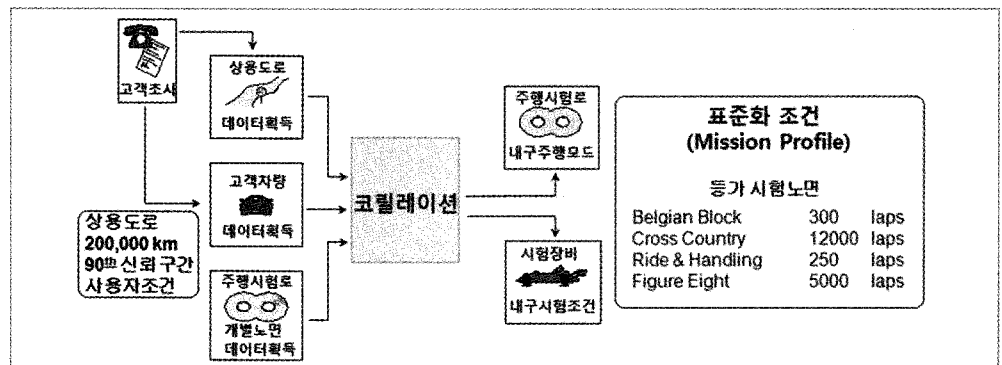 고객조사
상용도로
데이터획득
고객차량
데이터획득
상용도로
200,000 km
90th 신뢰구간
사용자조건
주행시험로
개별노면
데이터획득
코릴레이션
주행시험로
내구주행모드
시험장비
내구시험조건
표준화 조건
(Mission Profile)
등가 시험노면
Belgian Block 300 laps
Cross Country 12000 laps
Ride & Handling 250 laps
Figure Eight 5000 laps